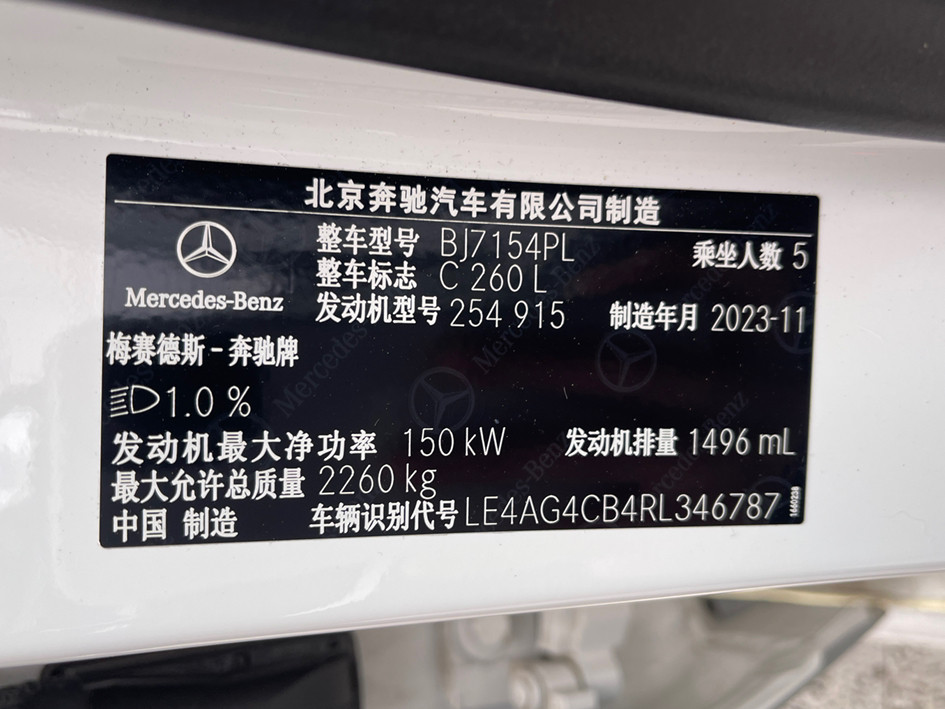 北京奔驰汽车有限公司制造
整车型号 BJ7154PL 乘坐人数 5
整车标志 C 260 L
Mercedes-Benz
发动机型号 254 915 制造年月 2023-11
梅赛德斯-奔驰牌
1.0 %
发动机最大净功率 150 kW 发动机排量 1496 mL
最大允许总质量 2260 kg
中国 制造 车辆识别代号 LE4AG4CB4RL346787
1660238